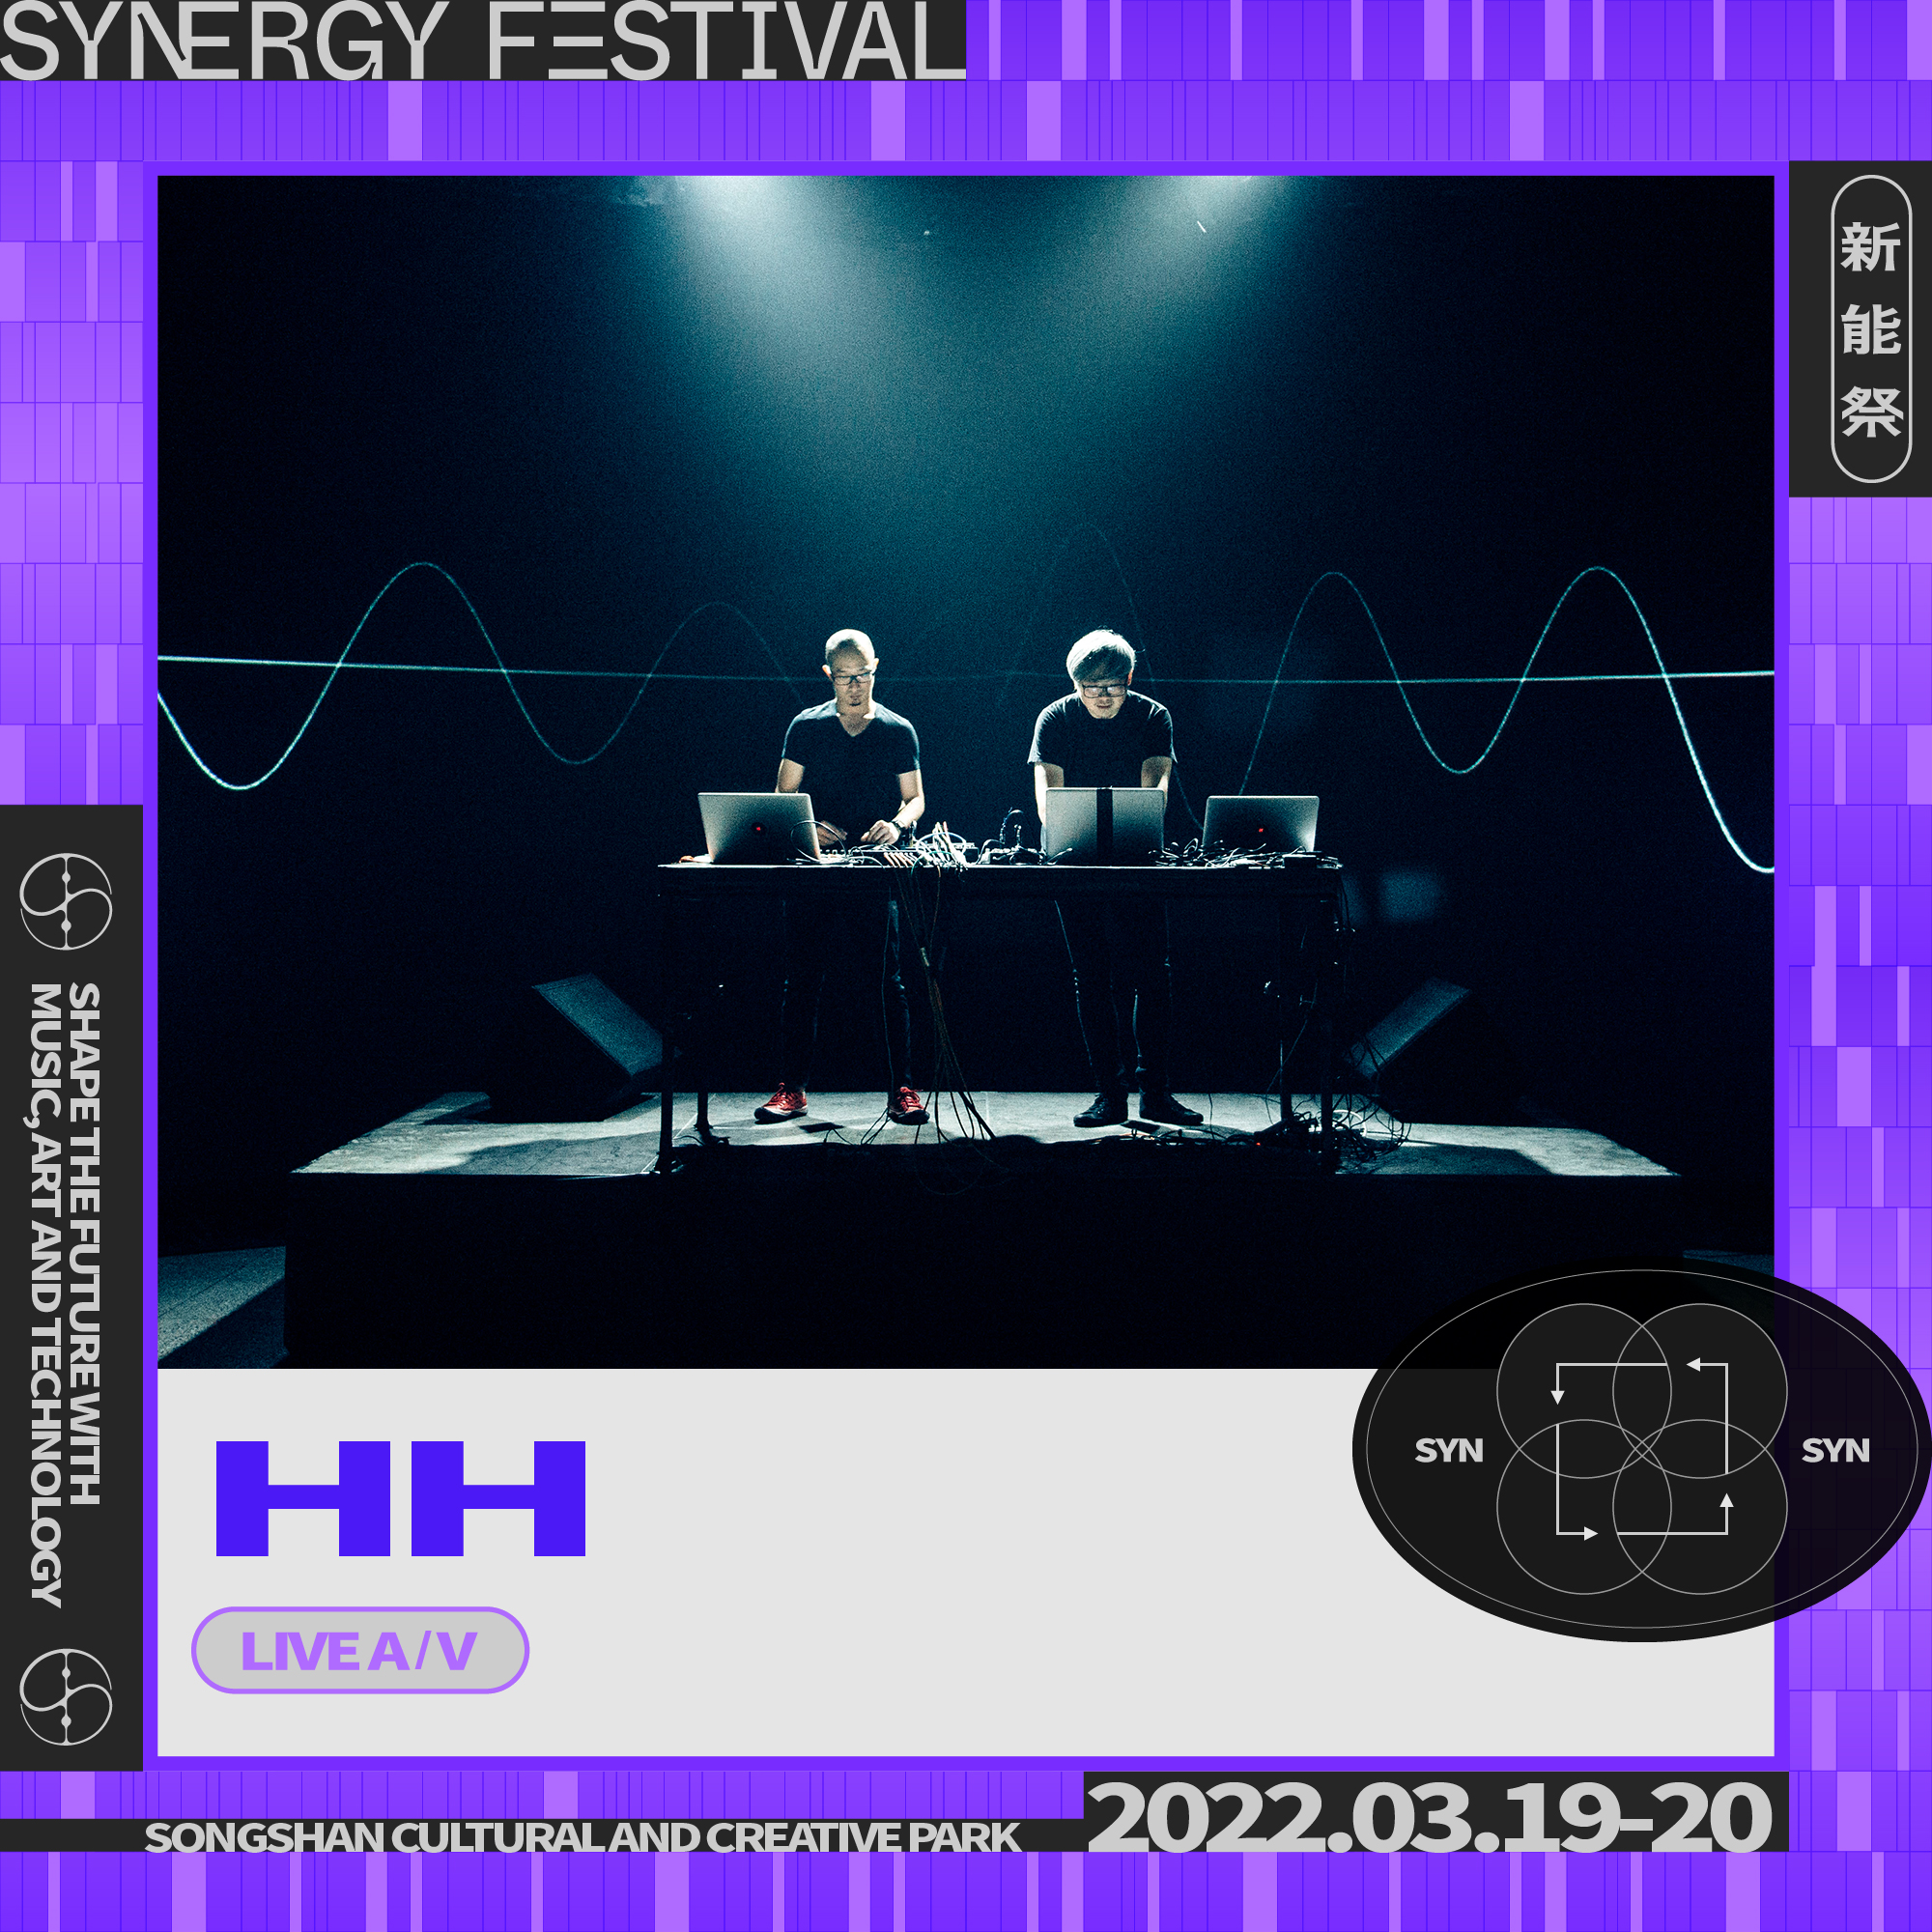 SYNERGY FESTIVAL
新能祭
SHAPE THE FUTURE WITH
MUSIC, ART AND TECHNOLOGY
HH
LIVE A/V
SYN
SYN
SONGSHAN CULTURAL AND CREATIVE PARK
2022.03.19-20